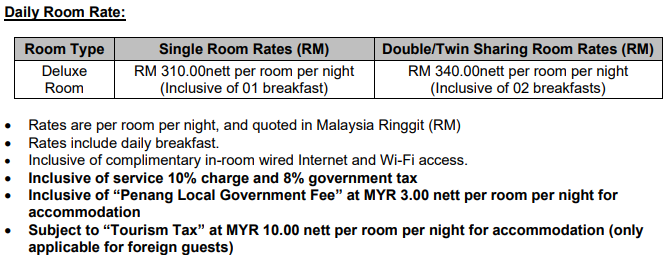 Daily Room Rate:
Room Type Single Room Rates (RM) Double/Twin Sharing Room Rates (RM)
Deluxe Room RM 310.00nett per room per night (Inclusive of 01 breakfast) RM 340.00nett per room per night (Inclusive of 02 breakfasts)
• Rates are per room per night, and quoted in Malaysia Ringgit (RM)
• Rates include daily breakfast.
• Inclusive of complimentary in-room wired Internet and Wi-Fi access.
• Inclusive of service 10% charge and 8% government tax
• Inclusive of “Penang Local Government Fee” at MYR 3.00 nett per room per night for
accommodation
• Subject to “Tourism Tax” at MYR 10.00 nett per room per night for accommodation (only
applicable for foreign guests)